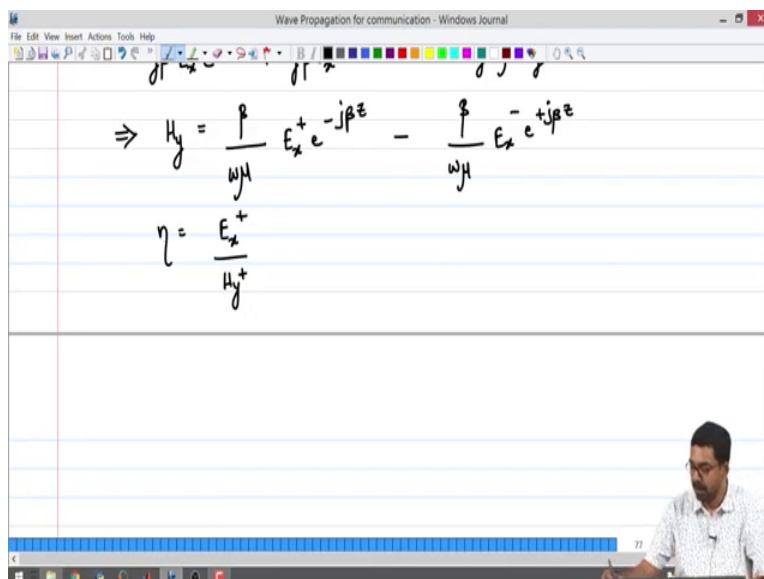 Wave Propagation for communication - Windows Journal
File Edit View Insert Actions Tools Help
⇒ Hy = β/ωμ Ex⁺ e^-jβz − β/ωμ Ex⁻ e^+jβz
η = Ex⁺/Hy⁺
77